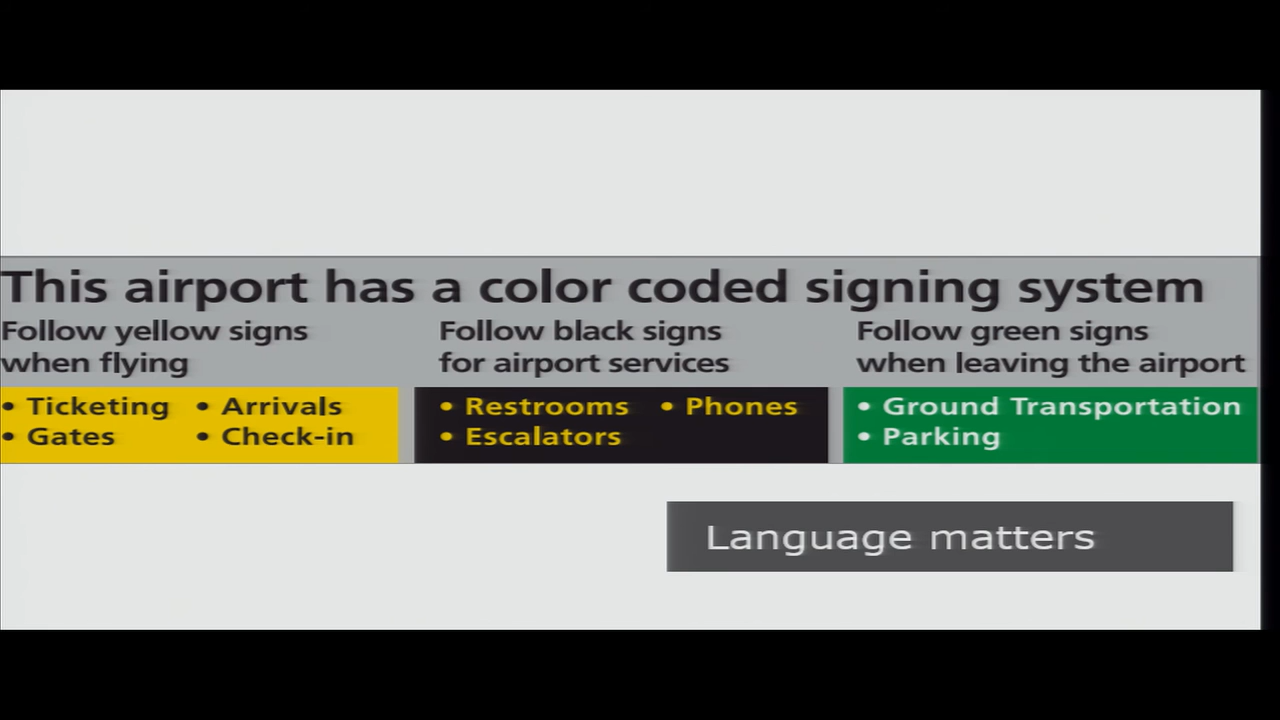 This airport has a color coded signing system
Follow yellow signs
when flying
• Ticketing • Arrivals
• Gates • Check-in
Follow black signs
for airport services
• Restrooms • Phones
• Escalators
Follow green signs
when leaving the airport
• Ground Transportation
• Parking
Language matters